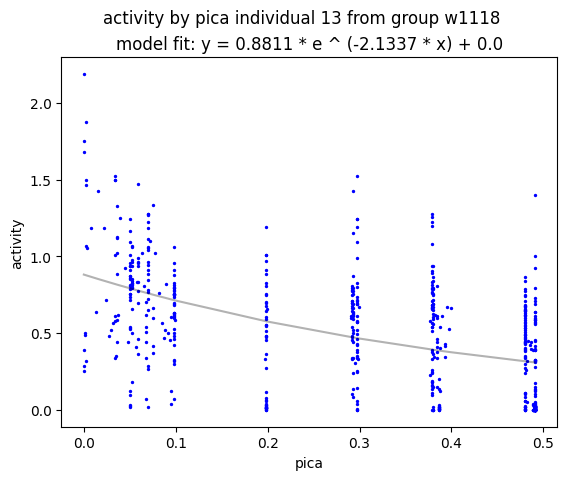 activity by pica individual 13 from group w1118
model fit: y = 0.8811 * e ^ (-2.1337 * x) + 0.0
2.0
1.5
1.0
0.5
0.0
activity
0.0 0.1 0.2 0.3 0.4 0.5
pica